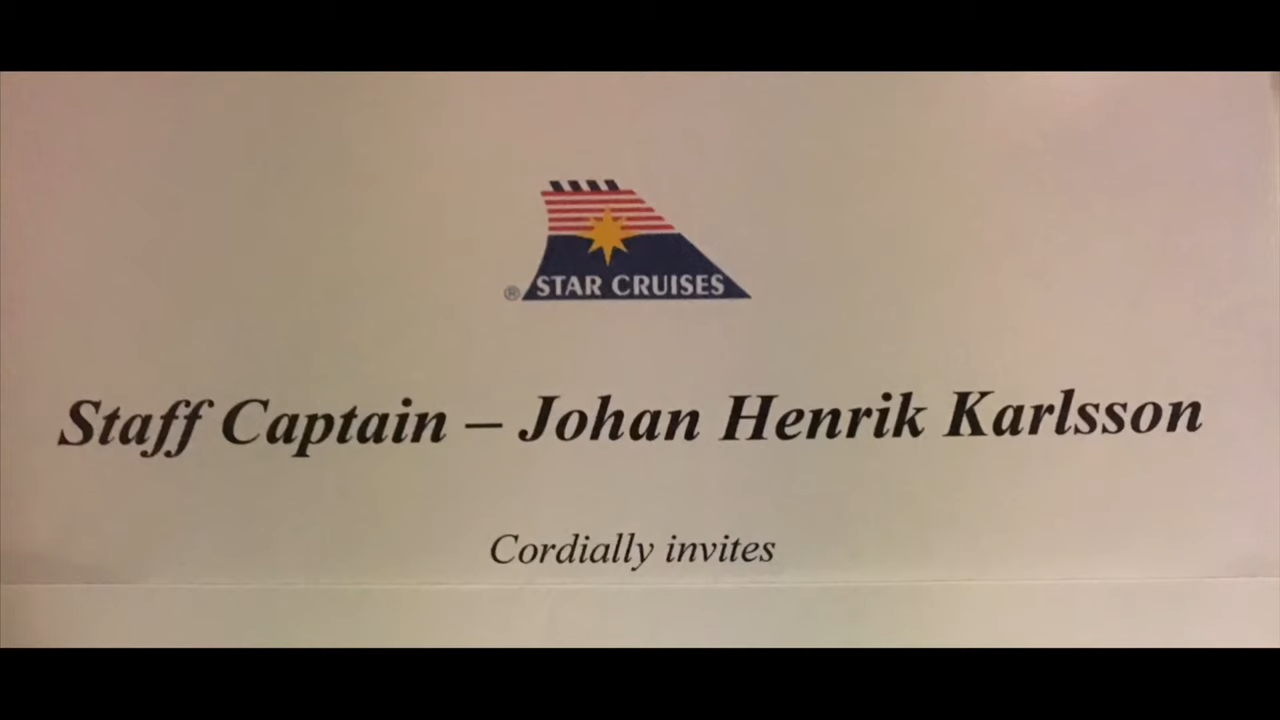 ® STAR CRUISES
Staff Captain – Johan Henrik Karlsson
Cordially invites